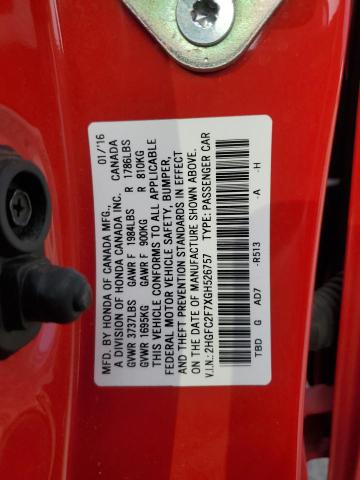 MFD. BY HONDA OF CANADA MFG., 01/'16
A DIVISION OF HONDA CANADA INC. CANADA
GVWR 3737LBS GAWR F 1984LBS R 1786LBS
GVWR 1695KG GAWR F 900KG R 810KG
THIS VEHICLE CONFORMS TO ALL APPLICABLE
FEDERAL MOTOR VEHICLE SAFETY, BUMPER,
AND THEFT PREVENTION STANDARDS IN EFFECT
ON THE DATE OF MANUFACTURE SHOWN ABOVE.
V.I.N.: 2HGFC2F7XGH526757 TYPE: PASSENGER CAR
TBD G AD7 -R513 -A -H